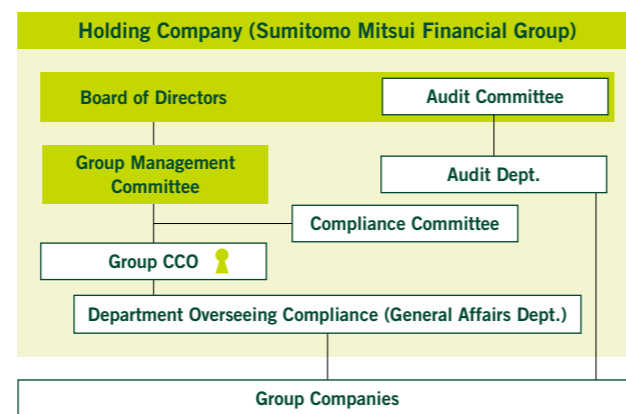 Holding Company (Sumitomo Mitsui Financial Group)
Board of Directors
Audit Committee
Group Management
Committee
Audit Dept.
Compliance Committee
Group CCO
Department Overseeing Compliance (General Affairs Dept.)
Group Companies